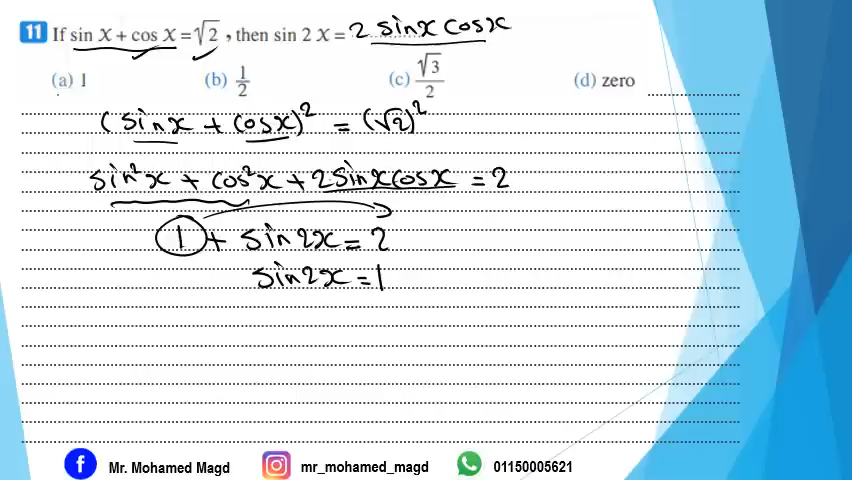 11 If sin X + cos X = √2 , then sin 2 X = 2 sinx cosx
(a) 1 (b) 1/2 (c) √3/2 (d) zero
(sinx + cosx)² = (√2)²
sin²x + cos²x + 2sinxcosx = 2
1 + sin2x = 2
sin2x = 1
Mr. Mohamed Magd mr_mohamed_magd 01150005621